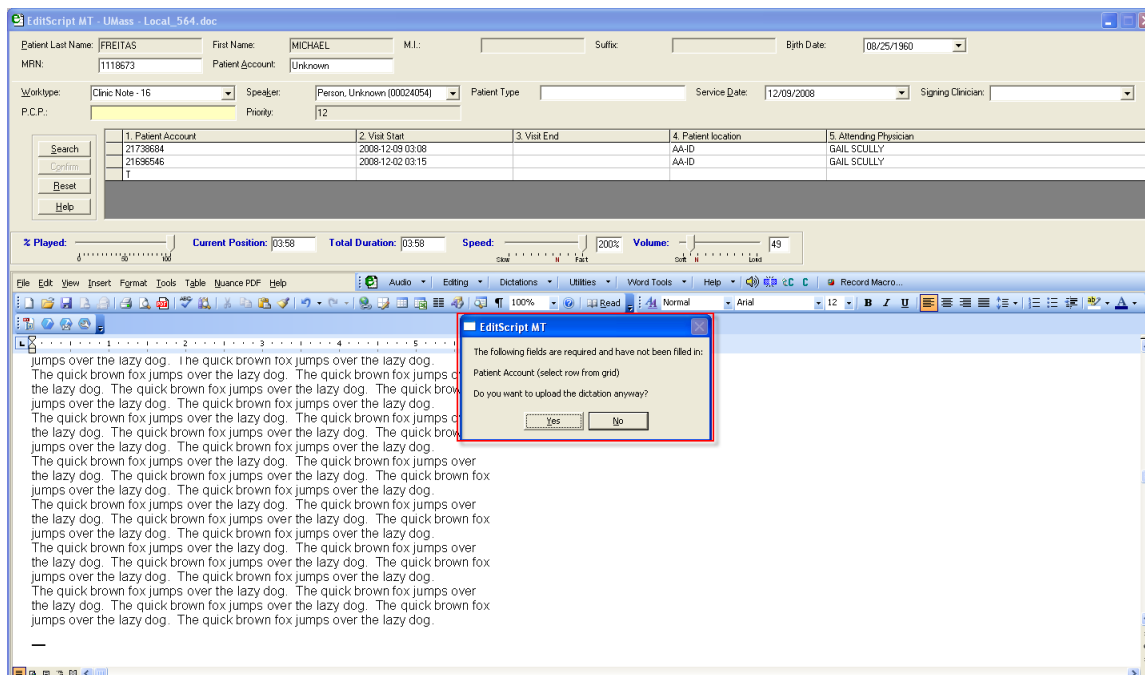 EditScript MT - UMass - Local_564.doc
Patient Last Name: FREITAS First Name: MICHAEL M.I.: Suffix: Birth Date: 08/25/1960
MRN: 1118673 Patient Account: Unknown
Worktype: Clinic Note - 16 Speaker: Person, Unknown (00024054) Patient Type Service Date: 12/09/2008 Signing Clinician:
P.C.P.: Priority: 12
1. Patient Account 2. Visit Start 3. Visit End 4. Patient location 5. Attending Physician
Search 21738684 2008-12-09 03:08 AA-ID GAIL SCULLY
Confirm 21696546 2008-12-02 03:15 AA-ID GAIL SCULLY
T
Reset
Help
% Played: 0 50 100 Current Position: 03:58 Total Duration: 03:58 Speed: Slow N Fast 200% Volume: Soft N Loud 49
File Edit View Insert Format Tools Table Nuance PDF Help Audio Editing Dictations Utilities Word Tools Help Record Macro...
100% Read Normal Arial 12 B I U
1 2 3 4 5
EditScript MT
The following fields are required and have not been filled in:
Patient Account (select row from grid)
Do you want to upload the dictation anyway?
Yes No
jumps over the lazy dog. The quick brown fox jumps over the lazy dog.
The quick brown fox jumps over the lazy dog. The quick brown fox jumps
the lazy dog. The quick brown fox jumps over the lazy dog. The quick brow
jumps over the lazy dog. The quick brown fox jumps over the lazy dog.
The quick brown fox jumps over the lazy dog. The quick brown fox jumps
the lazy dog. The quick brown fox jumps over the lazy dog. The quick brow
jumps over the lazy dog. The quick brown fox jumps over the lazy dog.
The quick brown fox jumps over the lazy dog. The quick brown fox jumps over
the lazy dog. The quick brown fox jumps over the lazy dog. The quick brown fox
jumps over the lazy dog. The quick brown fox jumps over the lazy dog.
The quick brown fox jumps over the lazy dog. The quick brown fox jumps over
the lazy dog. The quick brown fox jumps over the lazy dog. The quick brown fox
jumps over the lazy dog. The quick brown fox jumps over the lazy dog.
The quick brown fox jumps over the lazy dog. The quick brown fox jumps over
the lazy dog. The quick brown fox jumps over the lazy dog. The quick brown fox
jumps over the lazy dog. The quick brown fox jumps over the lazy dog.
The quick brown fox jumps over the lazy dog. The quick brown fox jumps over
the lazy dog. The quick brown fox jumps over the lazy dog. The quick brown fox
jumps over the lazy dog. The quick brown fox jumps over the lazy dog.